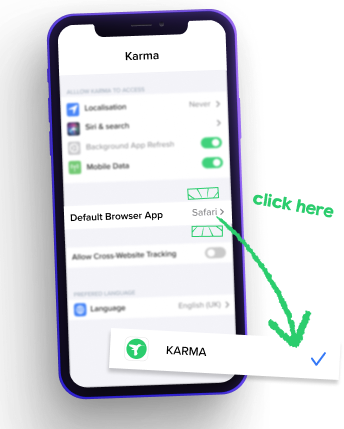 Karma
ALLOW KARMA TO ACCESS
Localisation Never
Siri & search
Background App Refresh
Mobile Data
Default Browser App Safari
click here
Allow Cross-Website Tracking
PREFERRED LANGUAGE
Language English (UK)
KARMA